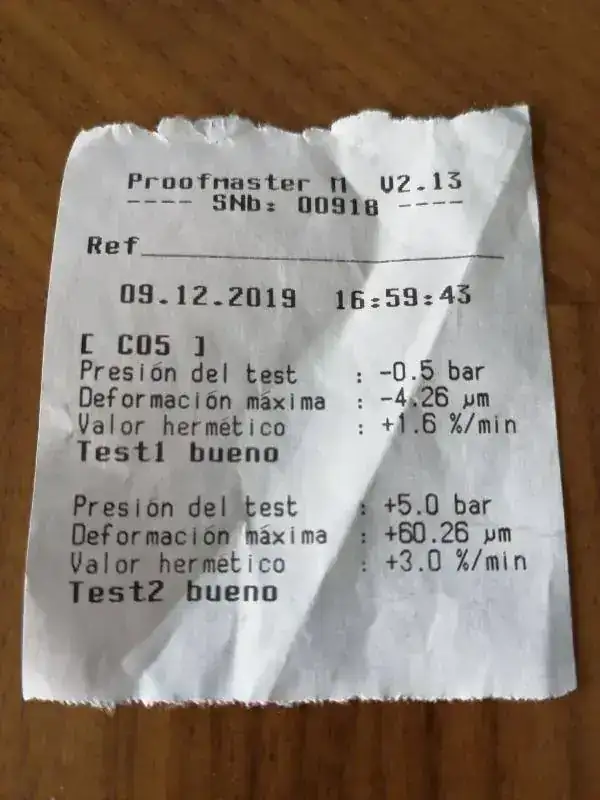 Proofmaster M V2.13
---- SNb: 00918 ----
Ref
09.12.2019 16:59:43
[ C05 ]
Presión del test : -0.5 bar
Deformación máxima : -4.26 µm
Valor hermético : +1.6 %/min
Test1 bueno
Presión del test : +5.0 bar
Deformación máxima : +60.26 µm
Valor hermético : +3.0 %/min
Test2 bueno